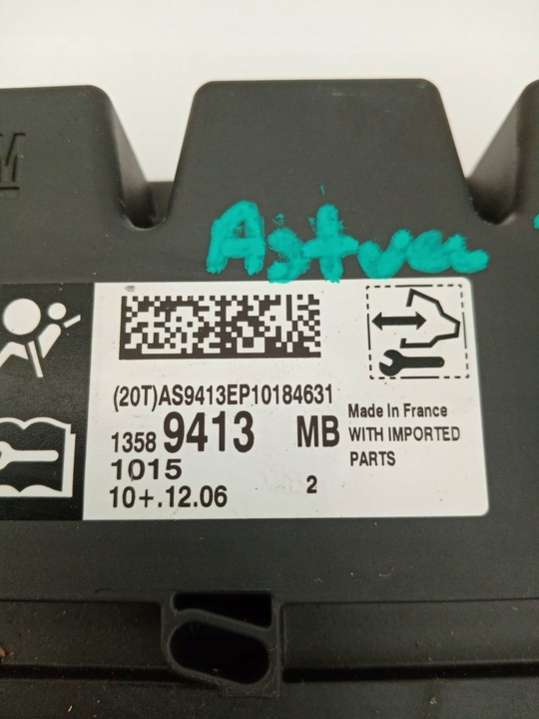 Astra
(20T)AS9413EP10184631
1358 9413 MB
1015
10+.12.06 2
Made In France
WITH IMPORTED
PARTS